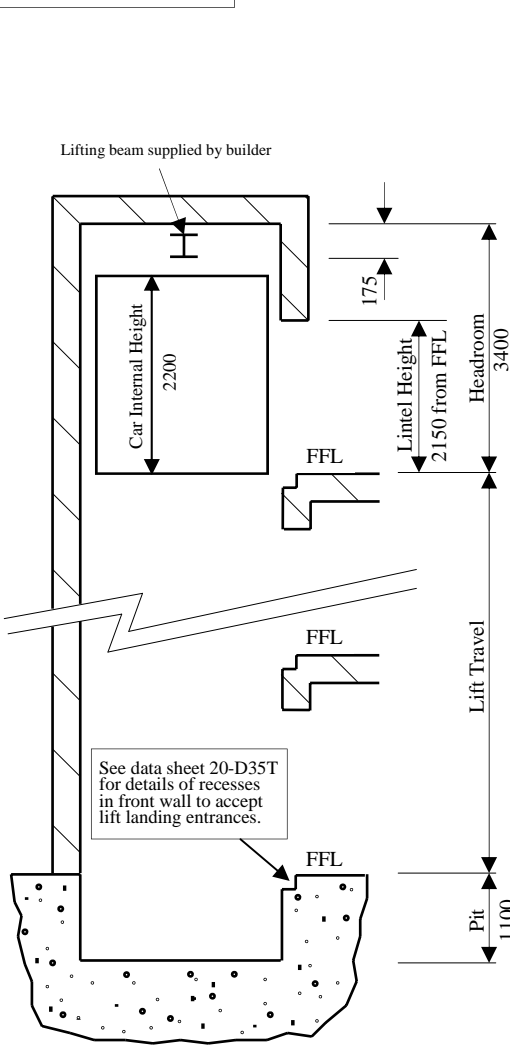 Lifting beam supplied by builder
175
Car Internal Height
2200
Lintel Height
2150 from FFL
Headroom
3400
FFL
Lift Travel
FFL
See data sheet 20-D35T
for details of recesses
in front wall to accept
lift landing entrances.
FFL
Pit
1100